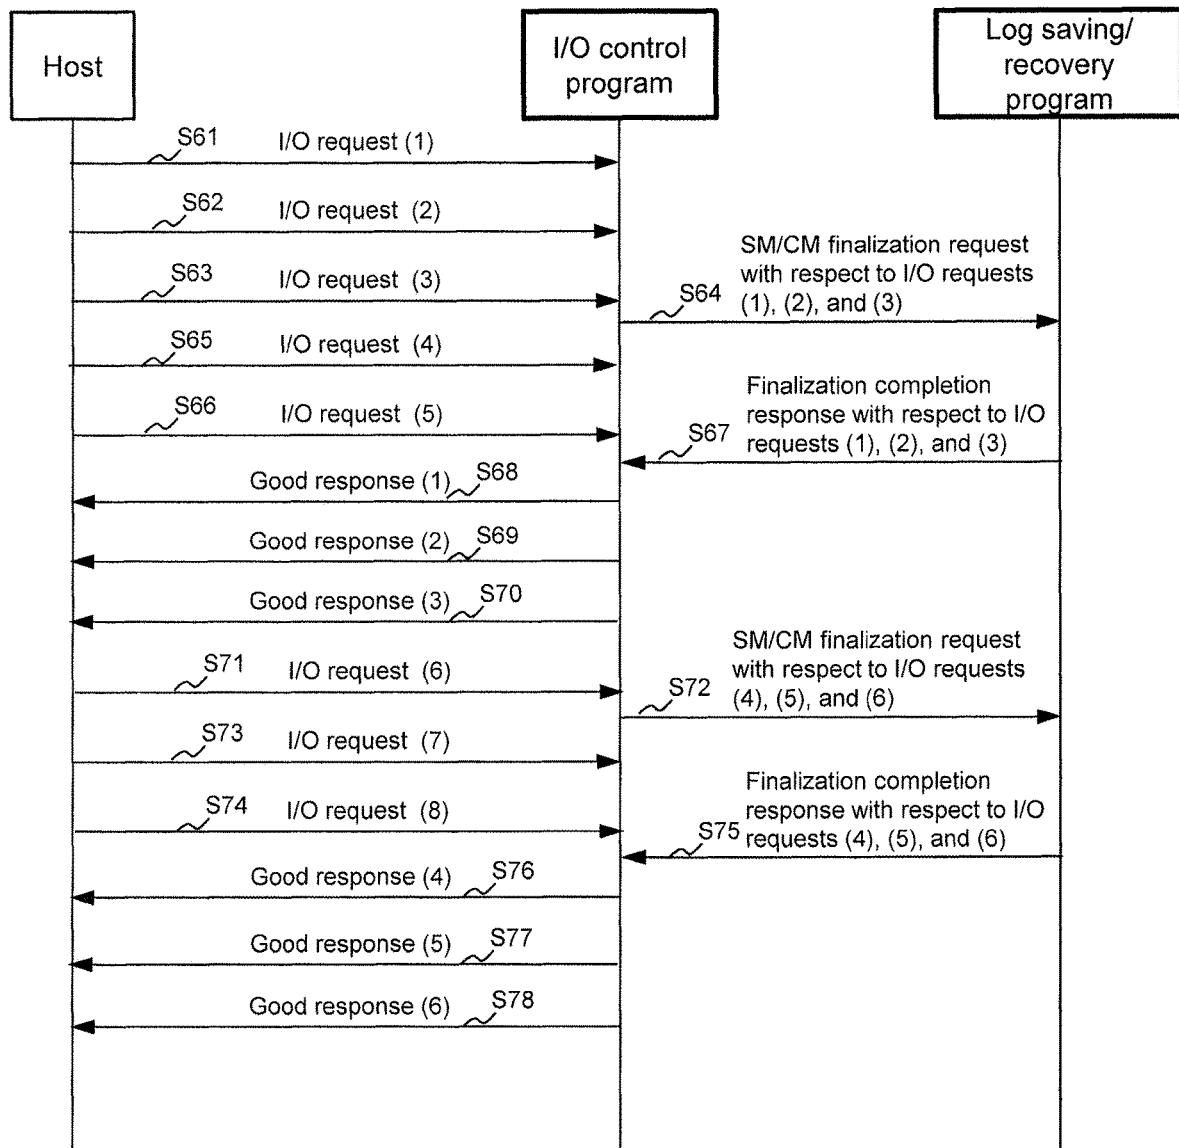 Host
I/O control
program
Log saving/
recovery
program
S61
I/O request (1)
S62
I/O request (2)
SM/CM finalization request
with respect to I/O requests
(1), (2), and (3)
S63
I/O request (3)
S64
S65
I/O request (4)
Finalization completion
response with respect to I/O
requests (1), (2), and (3)
S66
I/O request (5)
S67
Good response (1)
S68
Good response (2)
S69
Good response (3)
S70
SM/CM finalization request
with respect to I/O requests
(4), (5), and (6)
S71
I/O request (6)
S72
S73
I/O request (7)
Finalization completion
response with respect to I/O
requests (4), (5), and (6)
S74
I/O request (8)
S75
Good response (4)
S76
Good response (5)
S77
Good response (6)
S78